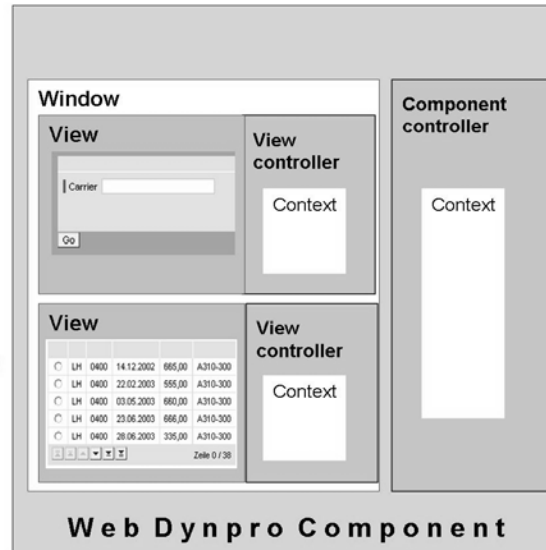 Window
View
Carrier
Go
View
controller
Context
View
LH 0400 14.12.2002 665,00 A310-300
LH 0400 22.02.2003 555,00 A310-300
LH 0400 03.05.2003 660,00 A310-300
LH 0400 23.06.2003 666,00 A310-300
LH 0400 28.06.2003 335,00 A310-300
Zeile 0 / 38
View
controller
Context
Component
controller
Context
Web Dynpro Component